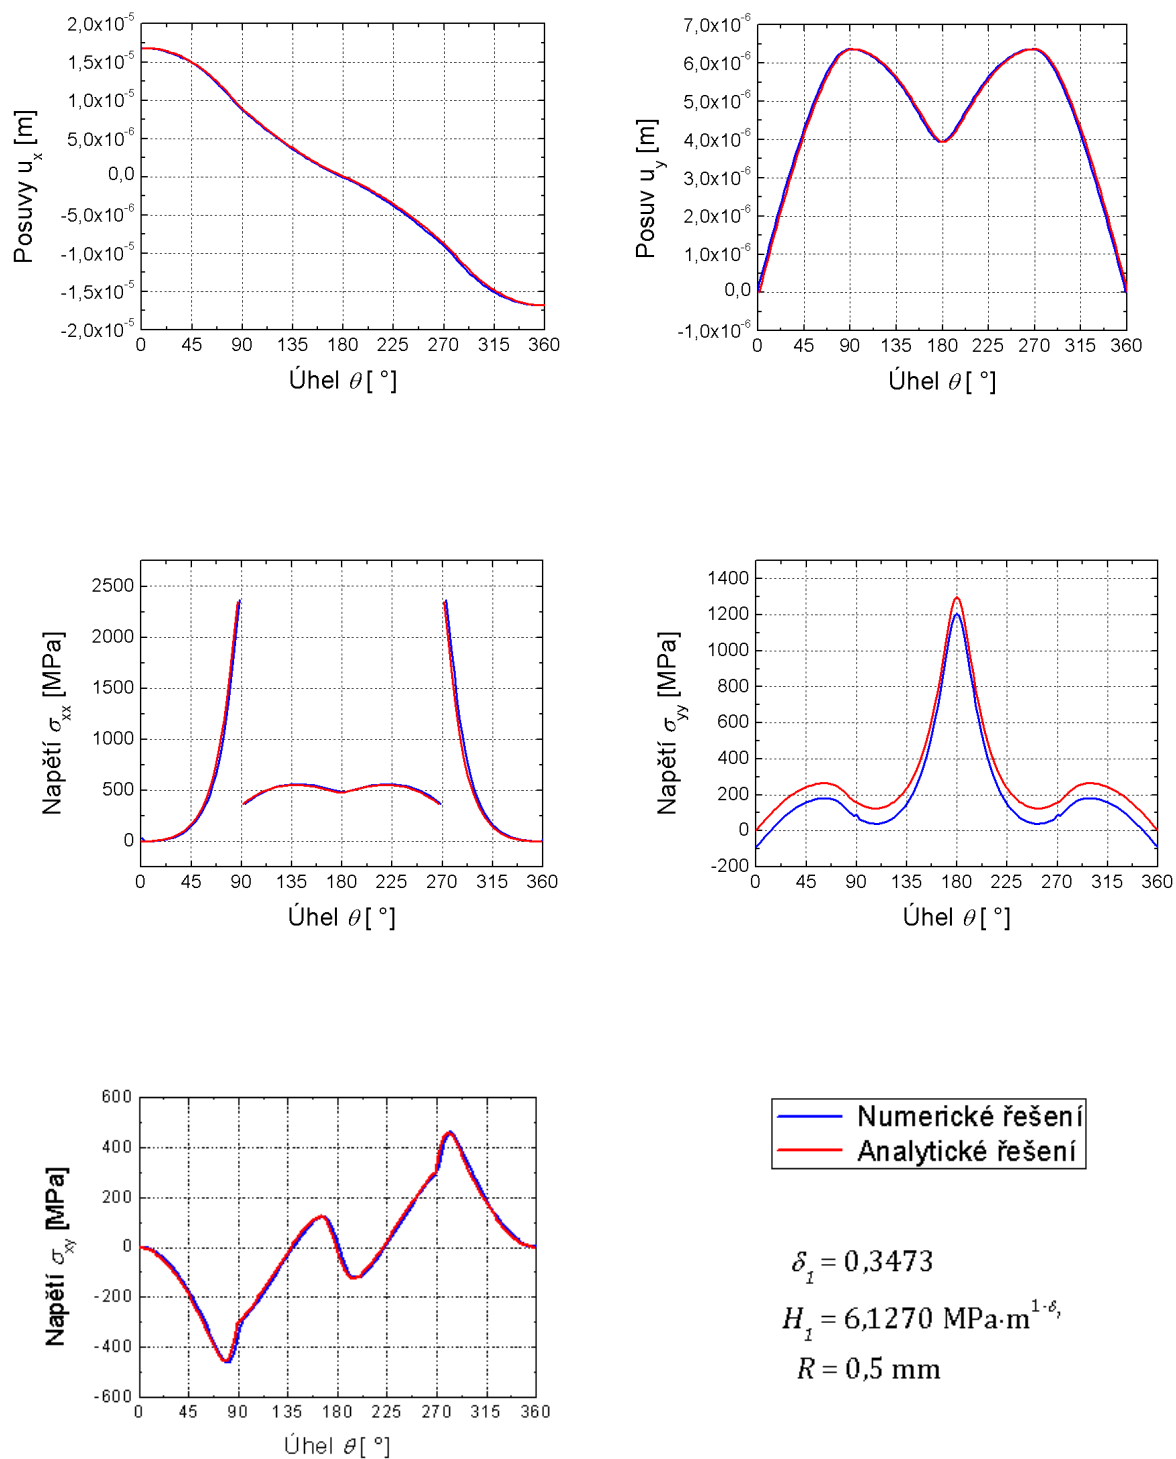 2,0x10⁻⁵
1,5x10⁻⁵
1,0x10⁻⁵
5,0x10⁻⁶
0,0
-5,0x10⁻⁶
-1,0x10⁻⁵
-1,5x10⁻⁵
-2,0x10⁻⁵
Posuvy u_x [m]
0 45 90 135 180 225 270 315 360
Úhel θ [ °]
7,0x10⁻⁶
6,0x10⁻⁶
5,0x10⁻⁶
4,0x10⁻⁶
3,0x10⁻⁶
2,0x10⁻⁶
1,0x10⁻⁶
0,0
-1,0x10⁻⁶
Posuv u_y [m]
0 45 90 135 180 225 270 315 360
Úhel θ [ °]
2500
2000
1500
1000
500
0
Napětí σ_xx [MPa]
0 45 90 135 180 225 270 315 360
Úhel θ [ °]
1400
1200
1000
800
600
400
200
0
-200
Napětí σ_yy [MPa]
0 45 90 135 180 225 270 315 360
Úhel θ [ °]
600
400
200
0
-200
-400
-600
Napětí σ_xy [MPa]
0 45 90 135 180 225 270 315 360
Úhel θ [ °]
Numerické řešení
Analytické řešení
δ₁ = 0,3473
H₁ = 6,1270 MPa·m^(1-δ₁)
R = 0,5 mm